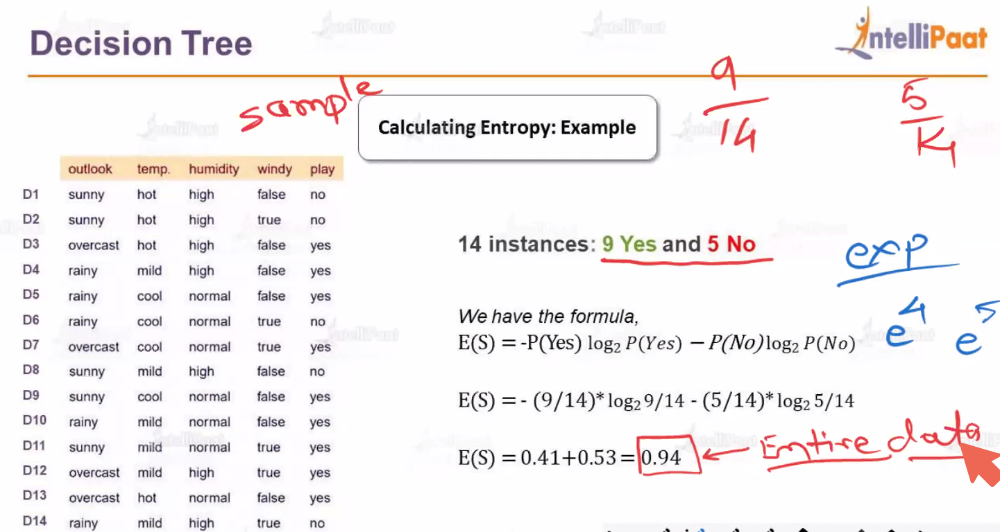 Decision Tree
IntelliPaat
sample
Calculating Entropy: Example
9
14
5
14
outlook temp. humidity windy play
D1 sunny hot high false no
D2 sunny hot high true no
D3 overcast hot high false yes
D4 rainy mild high false yes
D5 rainy cool normal false yes
D6 rainy cool normal true no
D7 overcast cool normal true yes
D8 sunny mild high false no
D9 sunny cool normal false yes
D10 rainy mild normal false yes
D11 sunny mild normal true yes
D12 overcast mild high true yes
D13 overcast hot normal false yes
D14 rainy mild high true no
14 instances: 9 Yes and 5 No
exp
e^4 e^5
We have the formula,
E(S) = -P(Yes) log₂ P(Yes) − P(No) log₂ P(No)
E(S) = - (9/14)* log₂ 9/14 - (5/14)* log₂ 5/14
E(S) = 0.41+0.53 = 0.94 ← Entire data